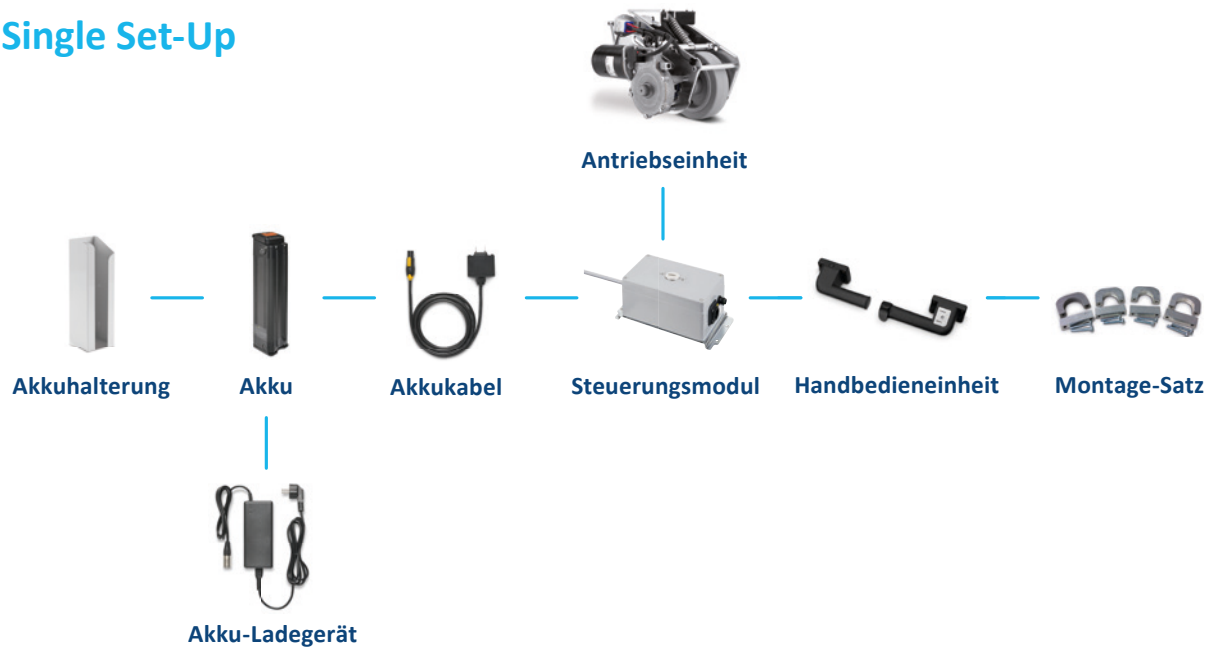 Single Set-Up
Antriebseinheit
Akkuhalterung
Akku
Akkukabel
Steuerungsmodul
Handbedieneinheit
Montage-Satz
Akku-Ladegerät